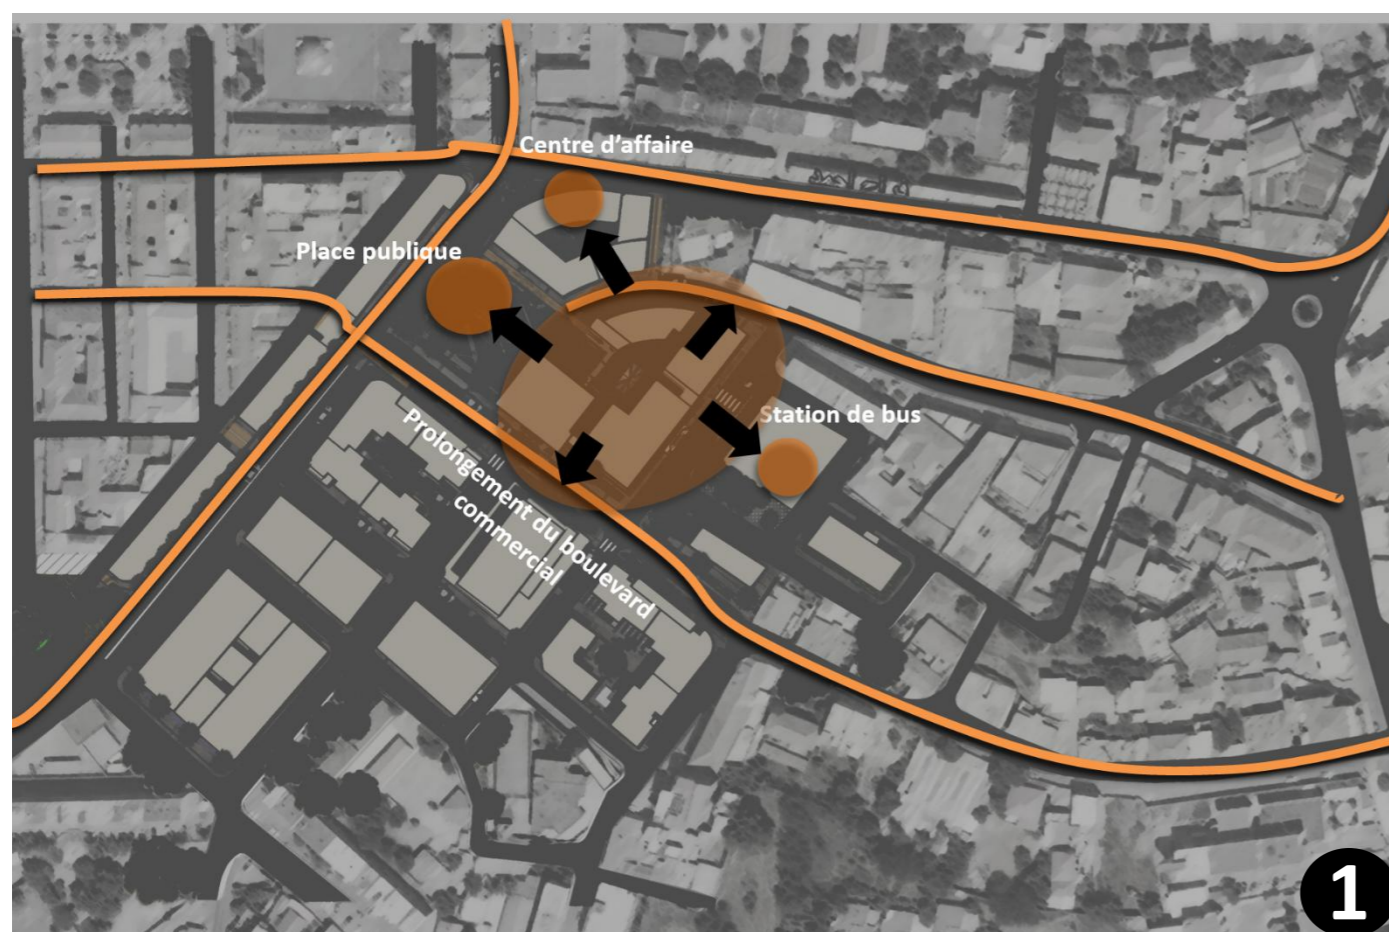 Centre d'affaire
Place publique
Station de bus
Prolongement du boulevard
commercial
1